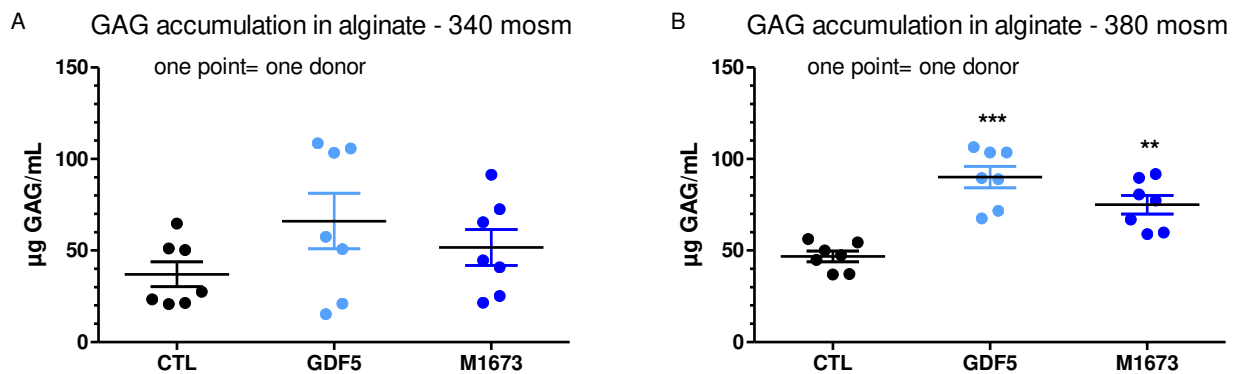 A
GAG accumulation in alginate - 340 mosm
one point= one donor
µg GAG/mL
150
100
50
0
CTL
GDF5
M1673
B
GAG accumulation in alginate - 380 mosm
one point= one donor
µg GAG/mL
150
100
50
0
***
**
CTL
GDF5
M1673